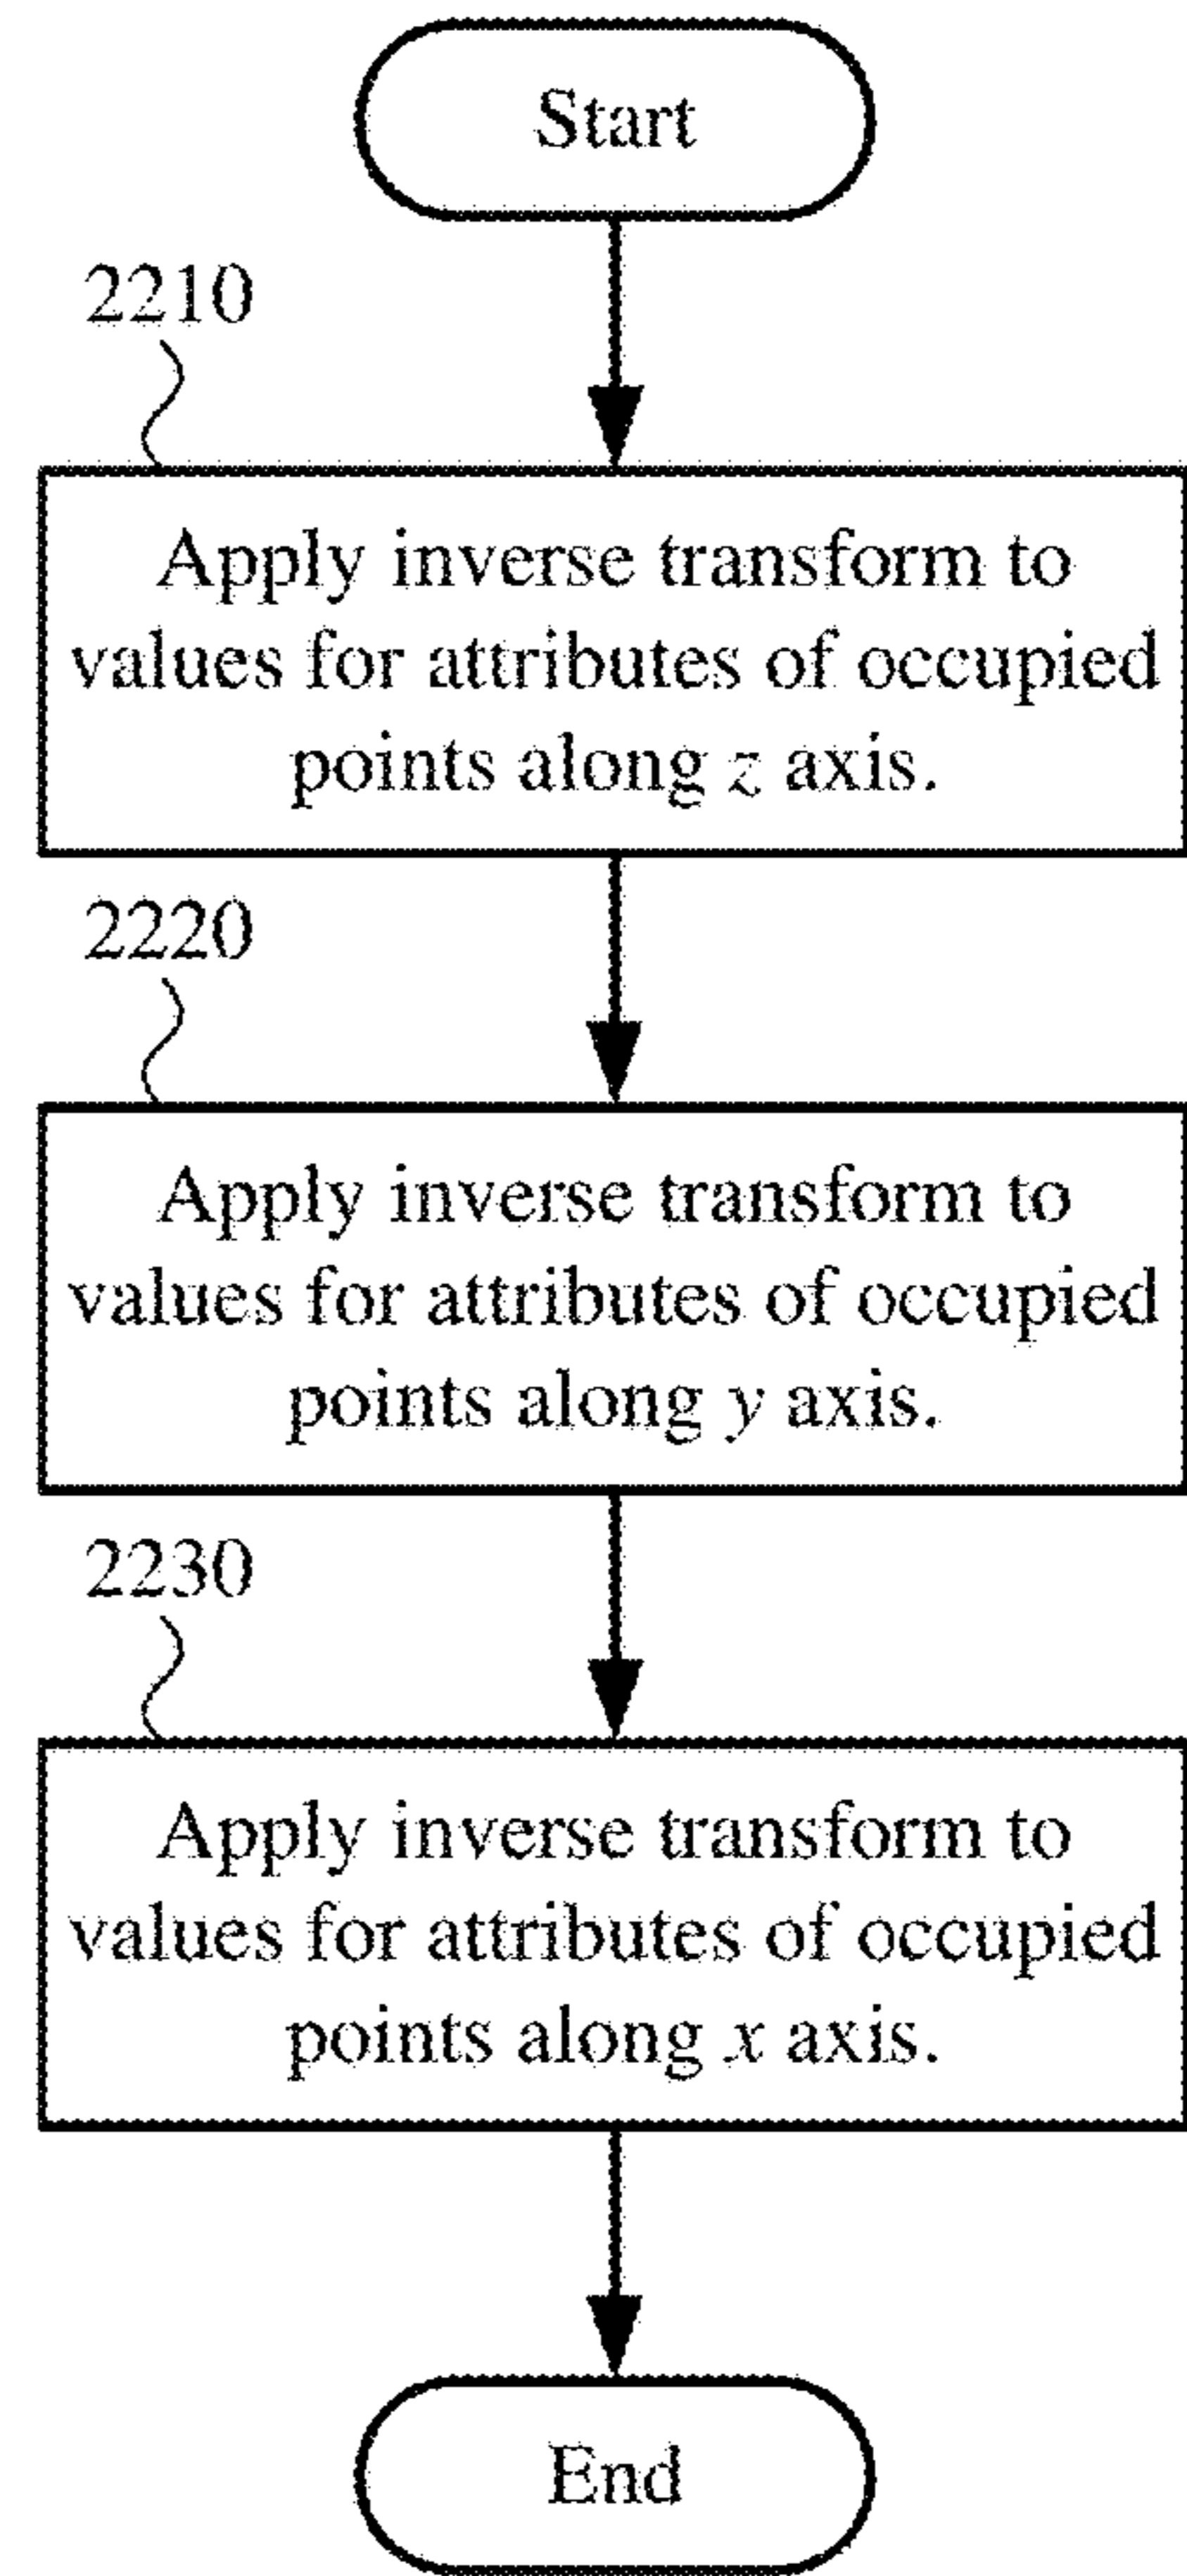 Start
2210
Apply inverse transform to
values for attributes of occupied
points along z axis.
2220
Apply inverse transform to
values for attributes of occupied
points along y axis.
2230
Apply inverse transform to
values for attributes of occupied
points along x axis.
End